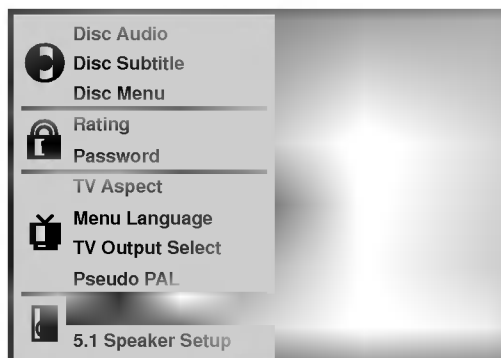 Disc Audio
Disc Subtitle
Disc Menu
Rating
Password
TV Aspect
Menu Language
TV Output Select
Pseudo PAL
5.1 Speaker Setup